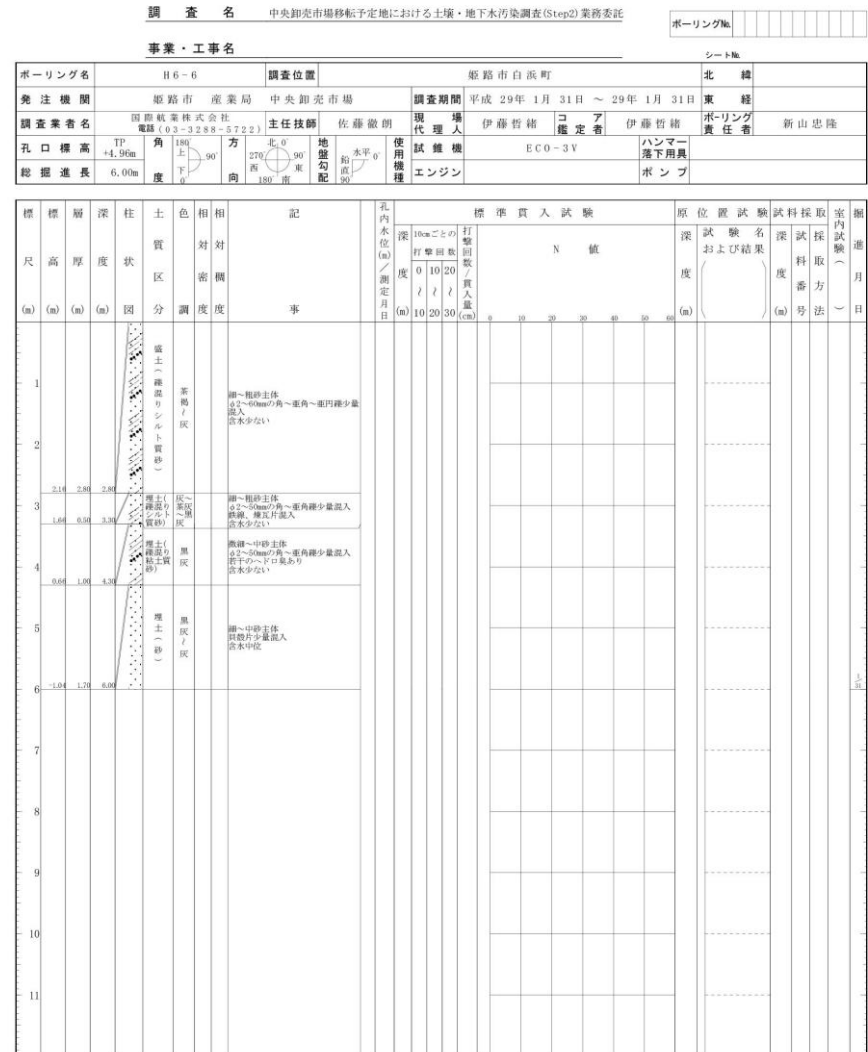 調 査 名 中央卸売市場移転予定地における土壌・地下水汚染調査(Step2)業務委託
ボーリングNo.
事業・工事名
シートNo.
ボーリング名 H6-6 調査位置 姫路市白浜町 北緯
発注機関 姫路市 産業局 中央卸売市場 調査期間 平成 29年 1月 31日 ～ 29年 1月 31日 東経
調査業者名 国際航業株式会社 電話(03-3288-5722) 主任技師 佐藤徹朗 現場代理人 伊藤哲緒 コア鑑定者 伊藤哲緒 ボーリング責任者 新山忠隆
孔口標高 TP +4.96m 角度 180° 上 90° 下 0° 方向 北 0° 270° 西 90° 東 180° 南 地盤勾配 水平 0° 鉛直 90° 使用機種 試錐機 ECO-3V ハンマー落下用具
総掘進長 6.00m エンジン ポンプ
標尺(m) 標高(m) 層厚(m) 深度(m) 柱状図 土質区分 色調 相対密度 相対稠度 記事 孔内水位(m)／測定月日 標準貫入試験 原位置試験 試料採取 室内試験( ) 掘進月日
深度(m) 10cmごとの打撃回数 0～10 10～20 20～30 打撃回数/貫入量(cm) N 値 深度(m) 試験名および結果 深度(m) 試料番号 採取方法
0 10 20 30 40 50 60
盛土(礫混りシルト質砂) 茶褐～灰
細～粗砂主体
φ2～60mmの角～亜角～亜円礫少量
混入
含水少ない
1
2
2.16 2.80 2.80
埋土(礫混りシルト質砂) 灰～茶灰～黒灰
細～粗砂主体
φ2～50mmの角～亜角礫少量混入
鉄線、煉瓦片混入
含水少ない
3
1.66 0.50 3.30
埋土(礫混り粘土質砂) 黒灰
微細～中砂主体
φ2～50mmの角～亜角礫少量混入
若干のヘドロ臭あり
含水少ない
4
0.66 1.00 4.30
埋土(砂) 黒灰～灰
細～中砂主体
貝殻片少量混入
含水中位
5
6 -1.04 1.70 6.00 1/31
7
8
9
10
11